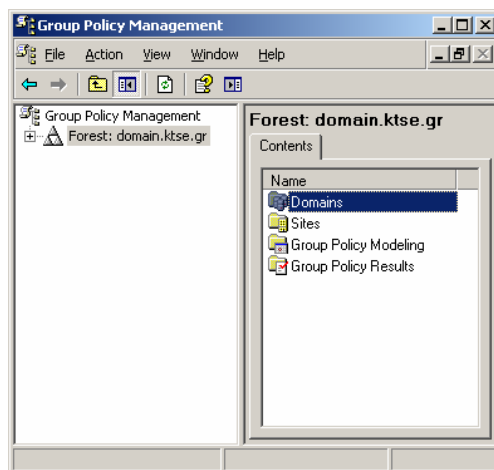 Group Policy Management
File Action View Window Help
Group Policy Management
Forest: domain.ktse.gr
Forest: domain.ktse.gr
Contents
Name
Domains
Sites
Group Policy Modeling
Group Policy Results